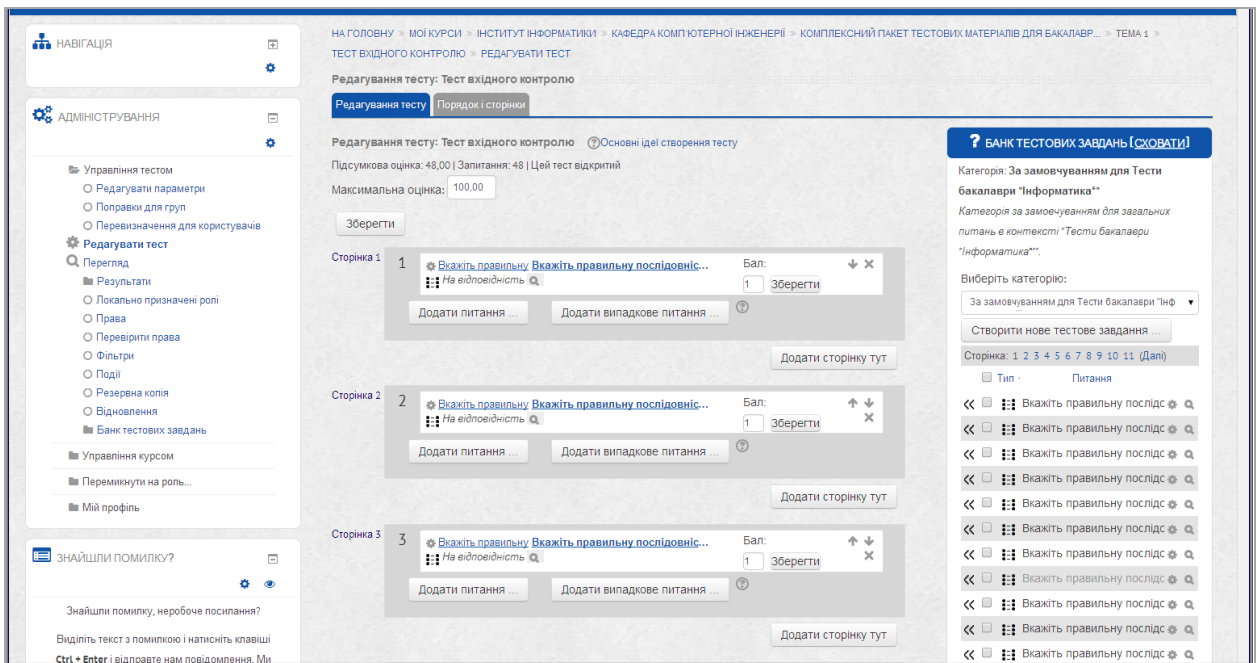 НАВІГАЦІЯ
АДМІНІСТРУВАННЯ
Управління тестом
Редагувати параметри
Поправки для груп
Перевизначення для користувачів
Редагувати тест
Перегляд
Результати
Локально призначені ролі
Права
Перевірити права
Фільтри
Події
Резервна копія
Відновлення
Банк тестових завдань
Управління курсом
Перемикнути на роль...
Мій профіль
ЗНАЙШЛИ ПОМИЛКУ?
Знайшли помилку, неробоче посилання?
Виділіть текст з помилкою і натисніть клавіші
Ctrl + Enter і відправте нам повідомлення. Ми
НА ГОЛОВНУ » МОЇ КУРСИ » ІНСТИТУТ ІНФОРМАТИКИ » КАФЕДРА КОМП'ЮТЕРНОЇ ІНЖЕНЕРІЇ » КОМПЛЕКСНИЙ ПАКЕТ ТЕСТОВИХ МАТЕРІАЛІВ ДЛЯ БАКАЛАВР... » ТЕМА 1 »
ТЕСТ ВХІДНОГО КОНТРОЛЮ » РЕДАГУВАТИ ТЕСТ
Редагування тесту: Тест вхідного контролю
Редагування тесту Порядок і сторінки
Редагування тесту: Тест вхідного контролю ?Основні ідеї створення тесту
Підсумкова оцінка: 48,00 | Запитання: 48 | Цей тест відкритий
Максимальна оцінка: 100,00
Зберегти
Сторінка 1 1 Вкажіть правильну Вкажіть правильну послідовніс... Бал:
На відповідність 1 Зберегти
Додати питання ... Додати випадкове питання ... ?
Додати сторінку тут
Сторінка 2 2 Вкажіть правильну Вкажіть правильну послідовніс... Бал:
На відповідність 1 Зберегти
Додати питання ... Додати випадкове питання ... ?
Додати сторінку тут
Сторінка 3 3 Вкажіть правильну Вкажіть правильну послідовніс... Бал:
На відповідність 1 Зберегти
Додати питання ... Додати випадкове питання ... ?
Додати сторінку тут
? БАНК ТЕСТОВИХ ЗАВДАНЬ [СХОВАТИ]
Категорія: За замовчуванням для Тести
бакалаври "Інформатика*"
Категорія за замовчуванням для загальних
питань в контексті "Тести бакалаври
"Інформатика*"".
Виберіть категорію:
За замовчуванням для Тести бакалаври "Інф
Створити нове тестове завдання ...
Сторінка: 1 2 3 4 5 6 7 8 9 10 11 (Далі)
Тип Питання
Вкажіть правильну послідс
Вкажіть правильну послідс
Вкажіть правильну послідс
Вкажіть правильну послідс
Вкажіть правильну послідс
Вкажіть правильну послідс
Вкажіть правильну послідс
Вкажіть правильну послідс
Вкажіть правильну послідс
Вкажіть правильну послідс
Вкажіть правильну послідс